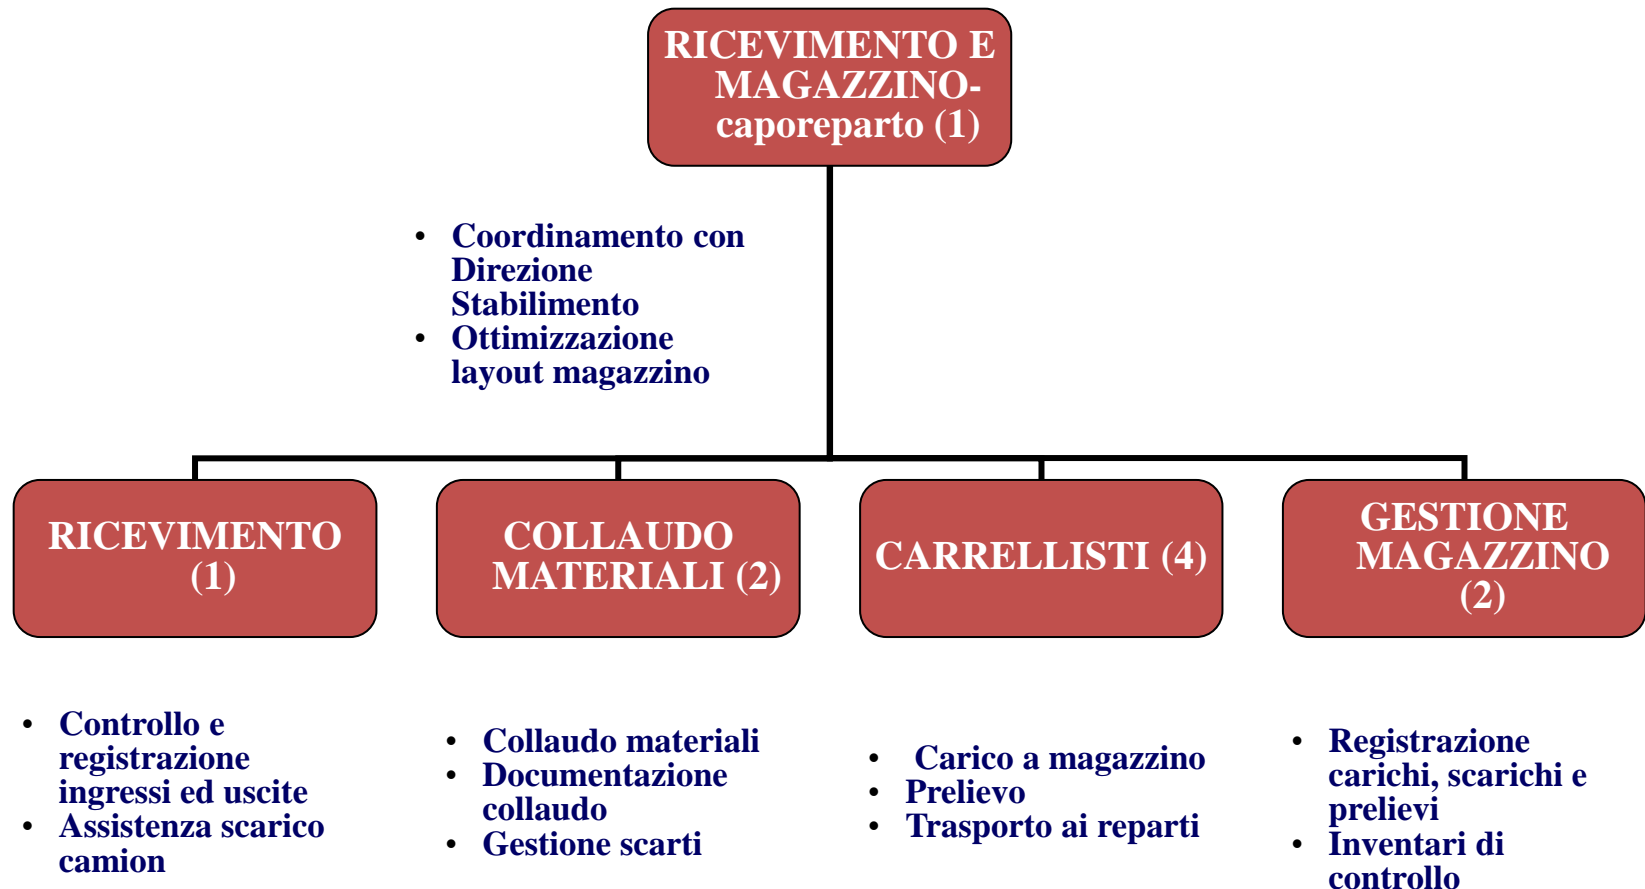 RICEVIMENTO E
MAGAZZINO-
caporeparto (1)
• Coordinamento con
Direzione
Stabilimento
• Ottimizzazione
layout magazzino
RICEVIMENTO
(1)
COLLAUDO
MATERIALI (2)
CARRELLISTI (4)
GESTIONE
MAGAZZINO
(2)
• Controllo e
registrazione
ingressi ed uscite
• Assistenza scarico
camion
• Collaudo materiali
• Documentazione
collaudo
• Gestione scarti
• Carico a magazzino
• Prelievo
• Trasporto ai reparti
• Registrazione
carichi, scarichi e
prelievi
• Inventari di
controllo